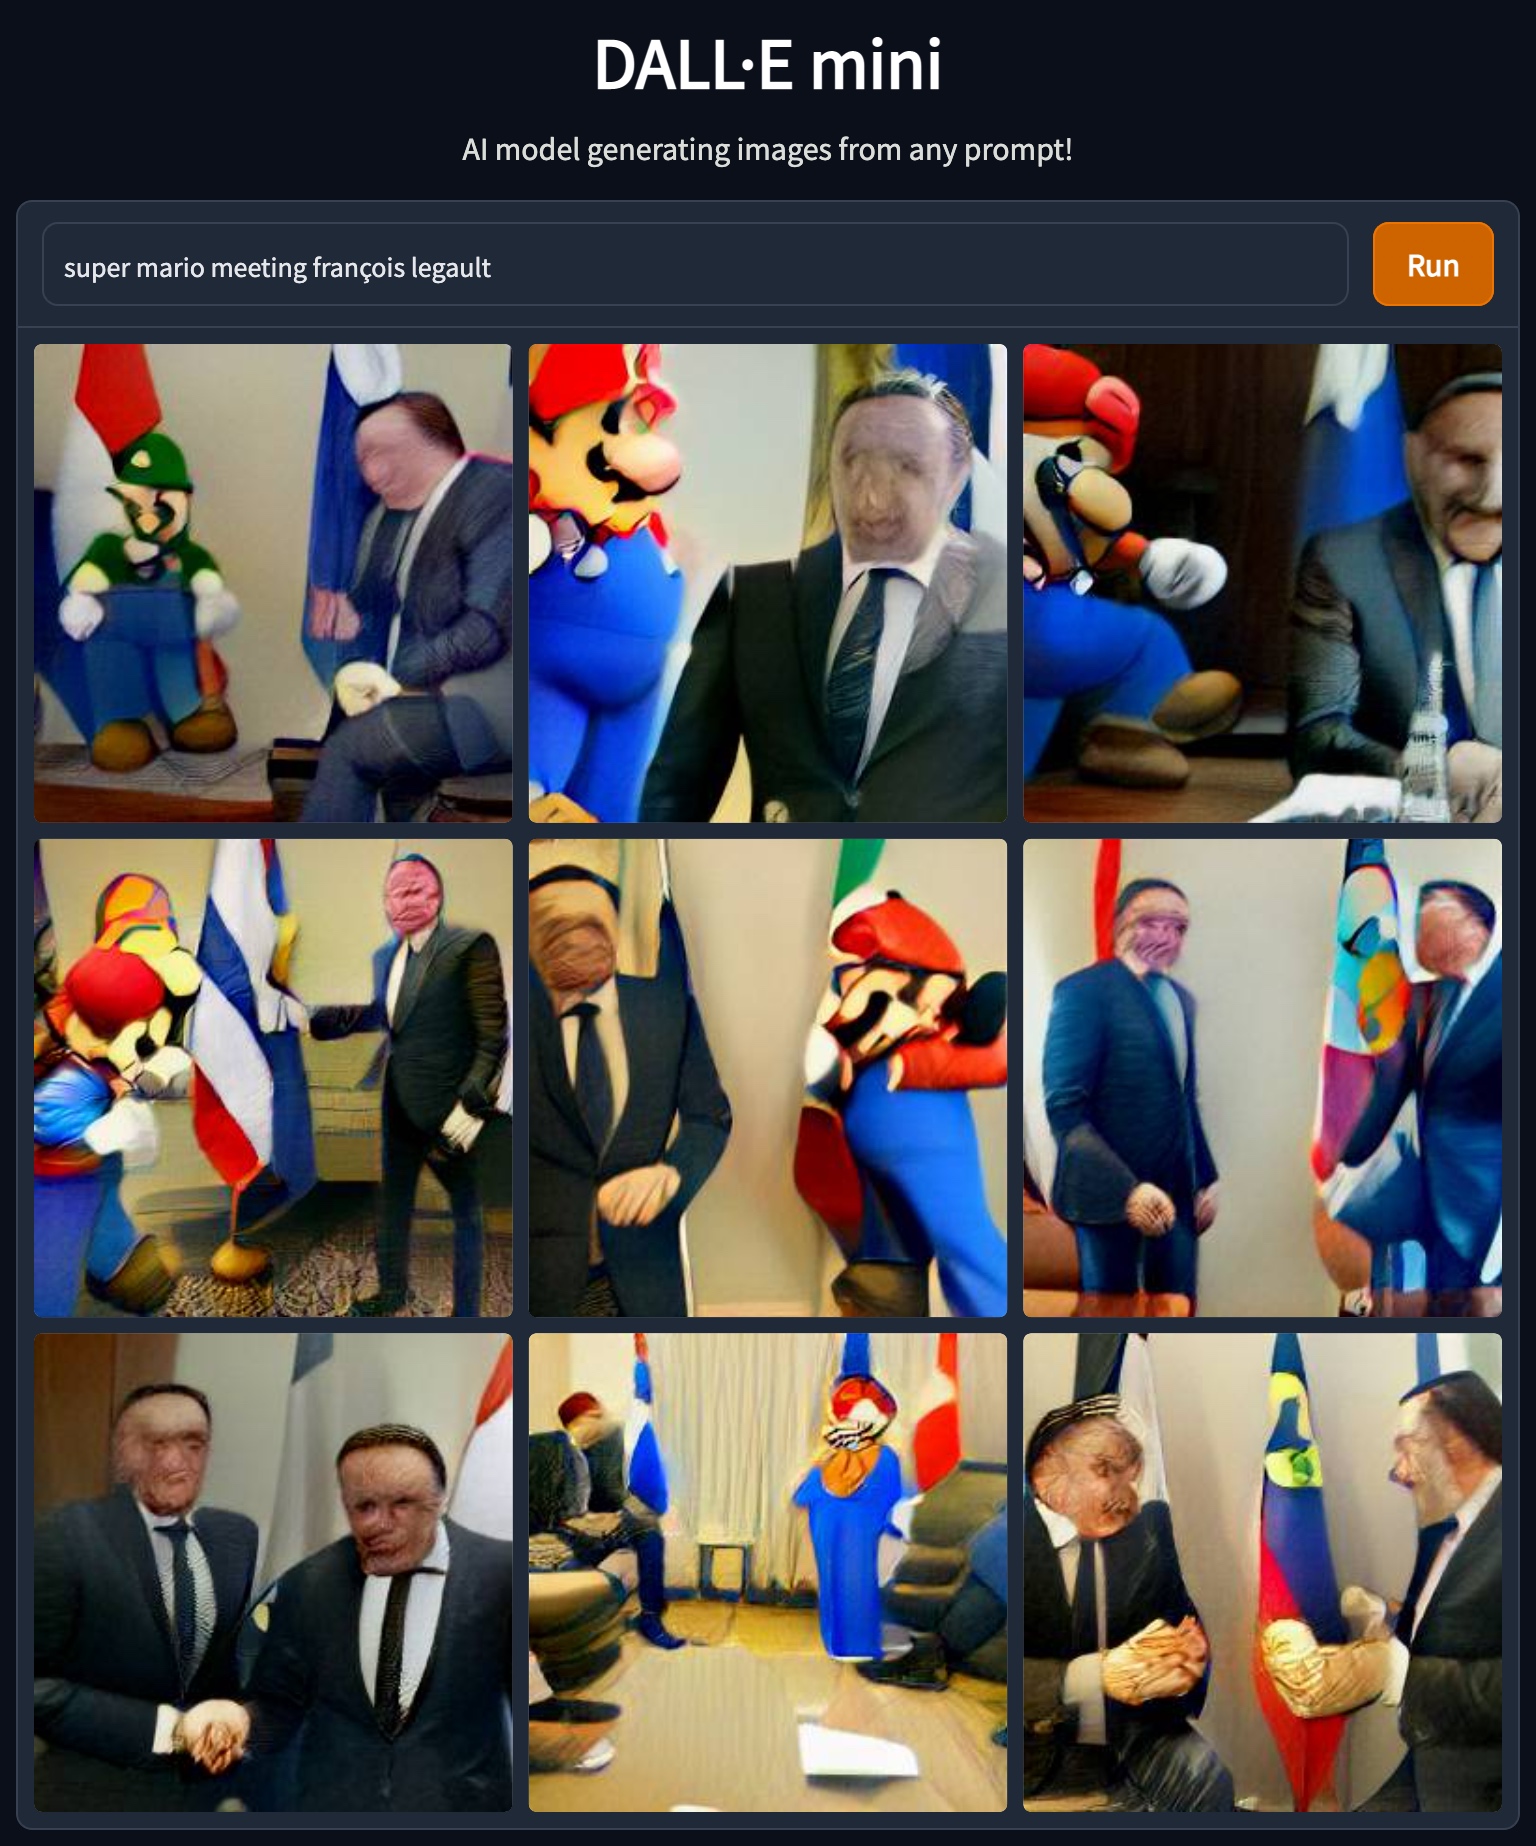 DALL·E mini
AI model generating images from any prompt!
super mario meeting françois legault
Run